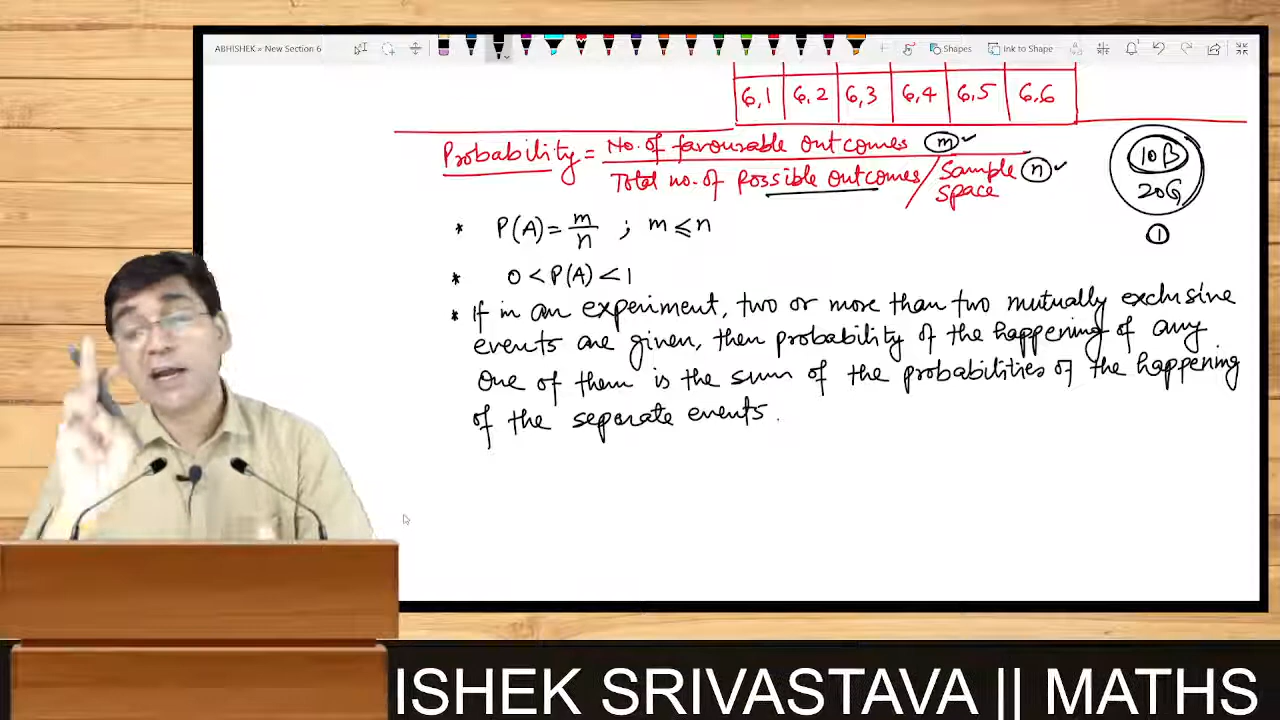 ABHISHEK » New Section 6
Shapes
Ink to Shape
6,1 6,2 6,3 6,4 6,5 6,6
Probability = No. of favourable outcomes m
Total no. of possible outcomes / Sample space n
10B
20G
1
* P(A) = m/n ; m ⩽ n
* 0 < P(A) < 1
* If in an experiment, two or more than two mutually exclusive
events are given, then probability of the happening of any
One of them is the sum of the probabilities of the happening
of the separate events.
ISHEK SRIVASTAVA || MATHS